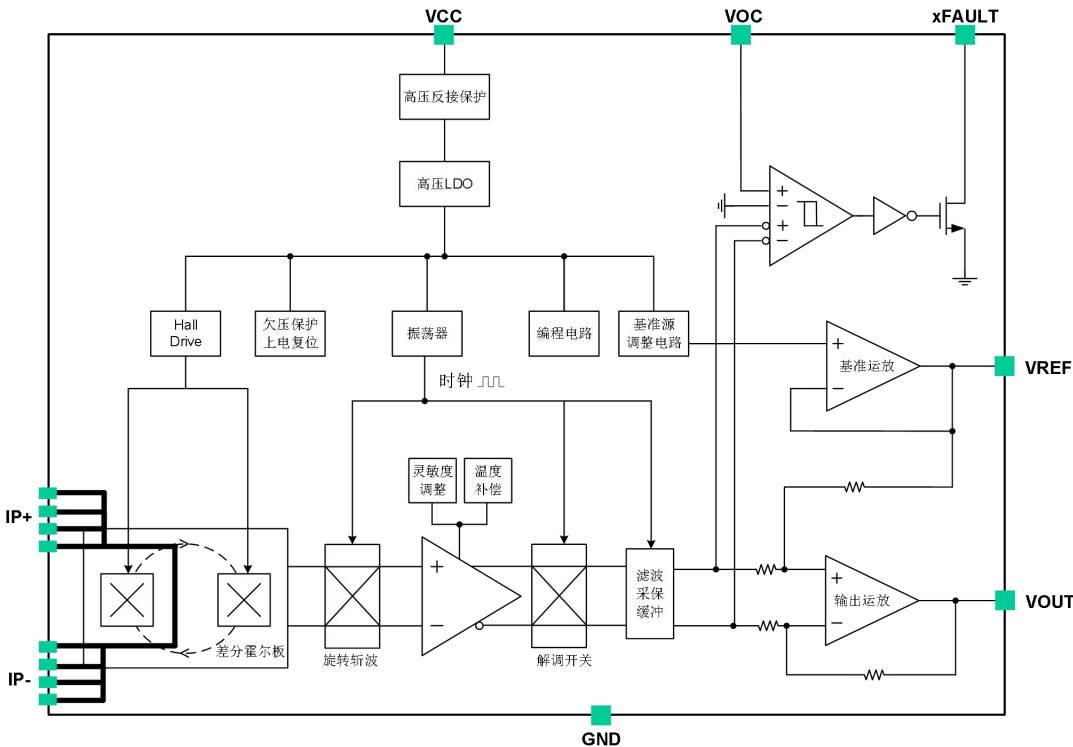 VCC
VOC
xFAULT
高压反接保护
高压LDO
+
−
+
−
Hall
Drive
欠压保护
上电复位
振荡器
编程电路
基准源
调整电路
+
基准运放
−
VREF
时钟
灵敏度
调整
温度
补偿
IP+
+
−
滤波
采保
缓冲
+
输出运放
−
VOUT
差分霍尔板
旋转斩波
解调开关
IP-
GND